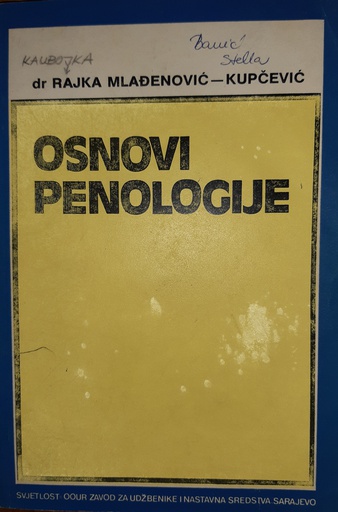 KAUBOJKA
Banić
Stella
dr RAJKA MLAĐENOVIĆ—KUPČEVIĆ
OSNOVI
PENOLOGIJE
SVJETLOST·OOUR ZAVOD ZA UDŽBENIKE I NASTAVNA SREDSTVA SARAJEVO